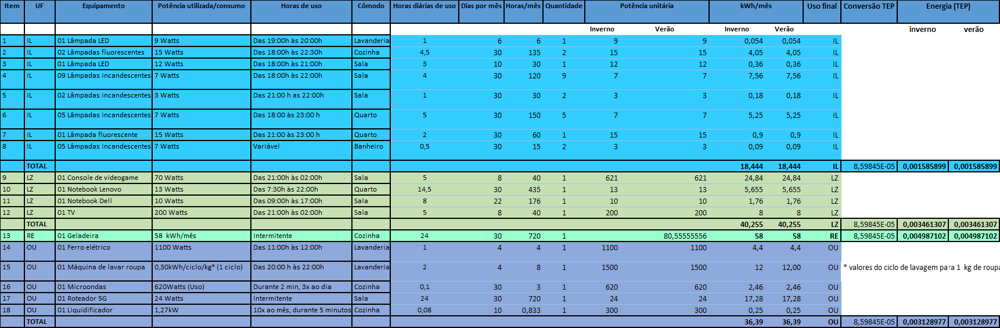 Item UF Equipamento Potência utilizada/consumo Horas de uso Cômodo Horas diárias de uso Dias por mês Horas/mês Quantidade Potência unitária kWh/mês Uso final Conversão TEP Energia (TEP)
Inverno Verão Inverno Verão inverno verão
1 IL 01 Lâmpada LED 9 Watts Das 19:00h às 20:00h Lavanderia 1 6 6 1 9 9 0,054 0,054 IL
2 IL 02 Lâmpadas fluorescentes 15 Watts Das 18:00h às 22:30h Cozinha 4,5 30 135 2 15 15 4,05 4,05 IL
3 IL 01 Lâmpada LED 12 Watts Das 18:00h às 21:00h Sala 3 10 30 1 12 12 0,36 0,36 IL
4 IL 09 Lâmpadas incandescentes 7 Watts Das 18:00h às 22:00h Sala 4 30 120 9 7 7 7,56 7,56 IL
5 IL 02 Lâmpadas incandescentes 3 Watts Das 21:00 h as 22:00h Sala 1 30 30 2 3 3 0,18 0,18 IL
6 IL 05 Lâmpadas incandescentes 7 Watts Das 18:00 às 23:00 h Quarto 5 30 150 5 7 7 5,25 5,25 IL
7 IL 01 Lâmpada fluorescente 15 Watts Das 21:00 às 23:00 h Quarto 2 30 60 1 15 15 0,9 0,9 IL
8 IL 05 Lâmpadas incandescentes 7 Watts Variável Banheiro 0,5 30 15 2 3 3 0,09 0,09 IL
TOTAL 18,444 18,444 IL 8,59845E-05 0,001585899 0,001585899
9 LZ 01 Console de videogame 70 Watts Das 21:00h às 02:00h Sala 5 8 40 1 621 621 24,84 24,84 LZ
10 LZ 01 Notebook Lenovo 13 Watts Das 7:30h às 22:00h Quarto 14,5 30 435 1 13 13 5,655 5,655 LZ
11 LZ 01 Notebook Dell 10 Watts Das 09:00h às 17:00h Sala 8 22 176 1 10 10 1,76 1,76 LZ
12 LZ 01 TV 200 Watts Das 21:00h às 02:00h Sala 5 8 40 1 200 200 8 8 LZ
TOTAL 40,255 40,255 LZ 8,59845E-05 0,003461307 0,003461307
13 RE 01 Geladeira 58 kWh/mês Intermitente Cozinha 24 30 720 1 80,55555556 58 58 RE 8,59845E-05 0,004987102 0,004987102
14 OU 01 Ferro elétrico 1100 Watts Das 11:00h às 12:00h Lavanderia 1 4 4 1 1100 1100 4,4 4,4 OU
15 OU 01 Máquina de lavar roupa 0,30kWh/ciclo/kg* (1 ciclo) Das 20:00 h às 22:00h Lavanderia 2 4 8 1 1500 1500 12 12,00 OU * valores do ciclo de lavagem para 1 kg de roupa
16 OU 01 Microondas 620Watts (Uso) Durante 2 min, 3x ao dia Cozinha 0,1 30 3 1 620 620 2,46 2,46 OU
17 OU 01 Roteador 5G 24 Watts Intermitente Sala 24 30 720 1 24 24 17,28 17,28 OU
18 OU 01 Liquidificador 1,27kW 10x ao mês, durante 5 minutos Cozinha 0,08 10 0,833 1 300 300 0,25 0,25 OU
TOTAL 36,39 36,39 OU 8,59845E-05 0,003128977 0,003128977